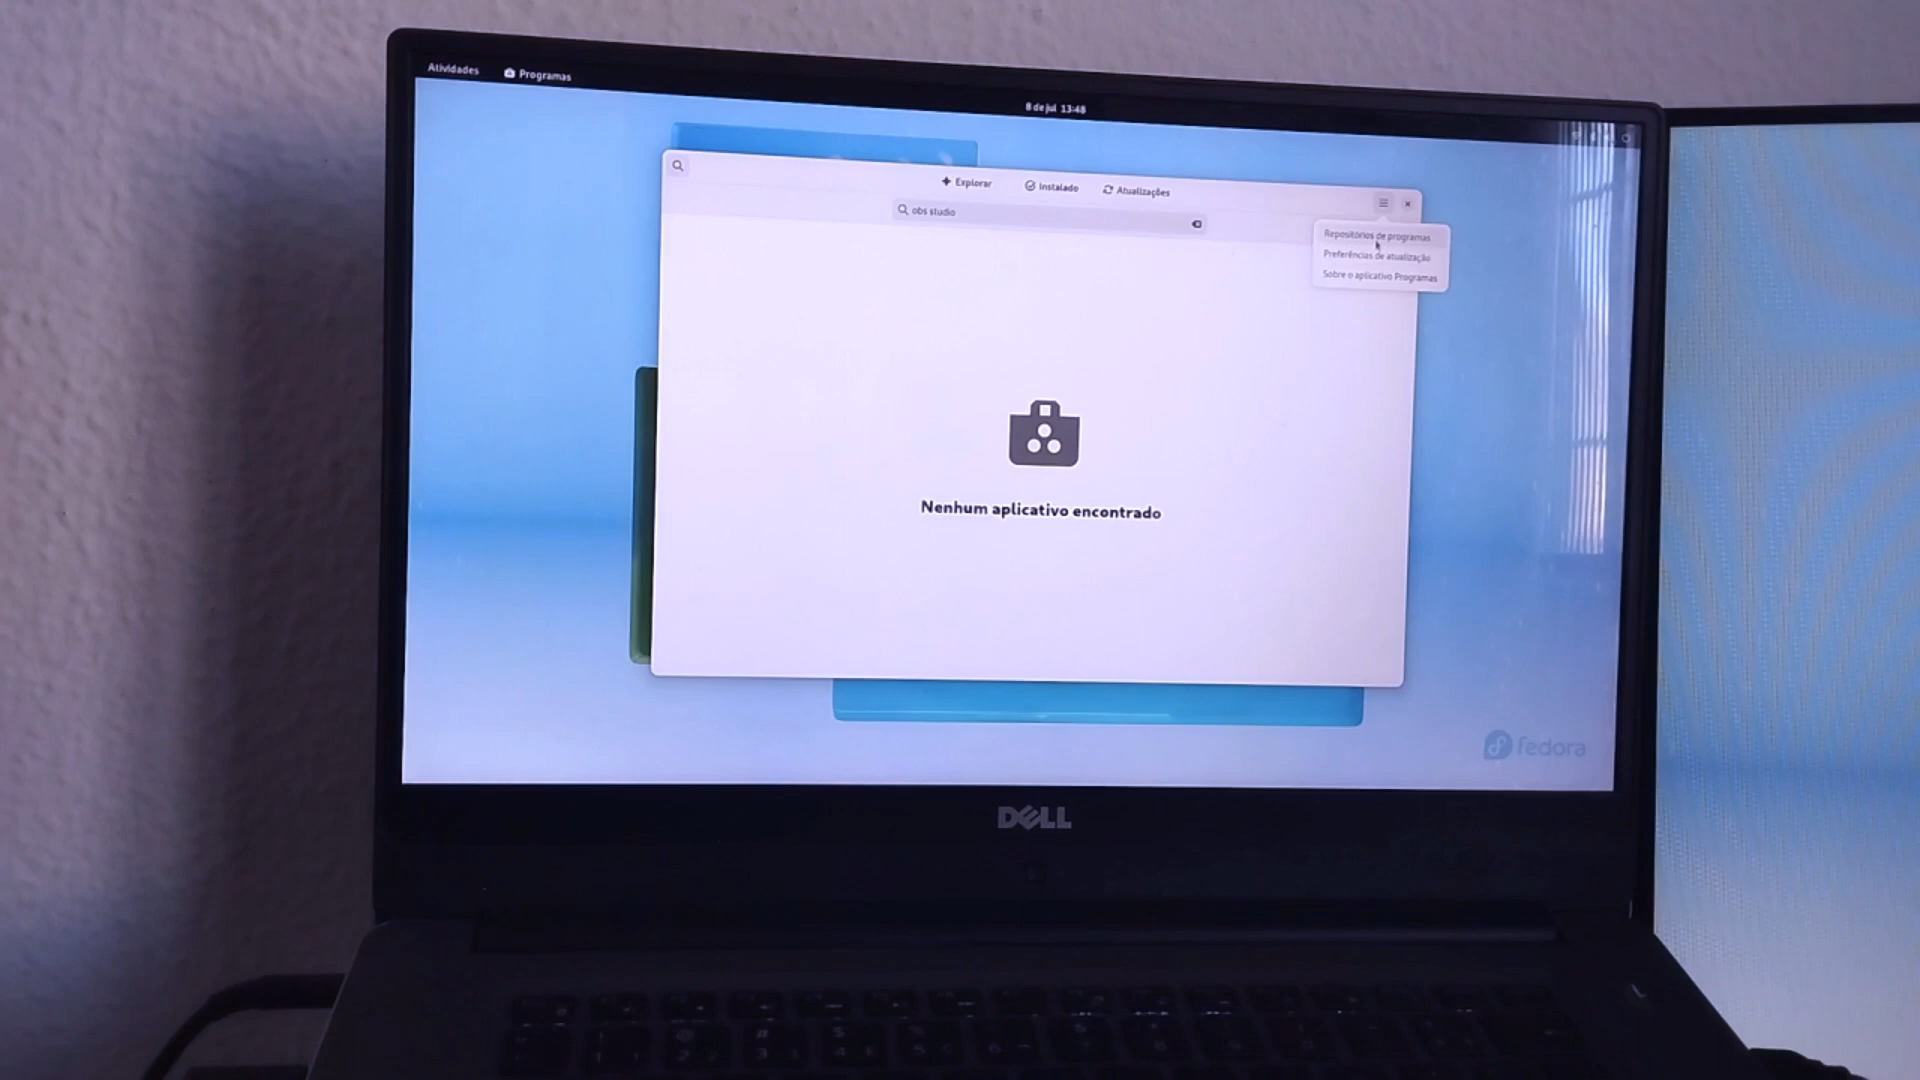 Atividades
Programas
8 de jul 13:48
Explorar
Instalado
Atualizações
obs studio
Repositórios de programas
Preferências de atualização
Sobre o aplicativo Programas
Nenhum aplicativo encontrado
fedora
DELL